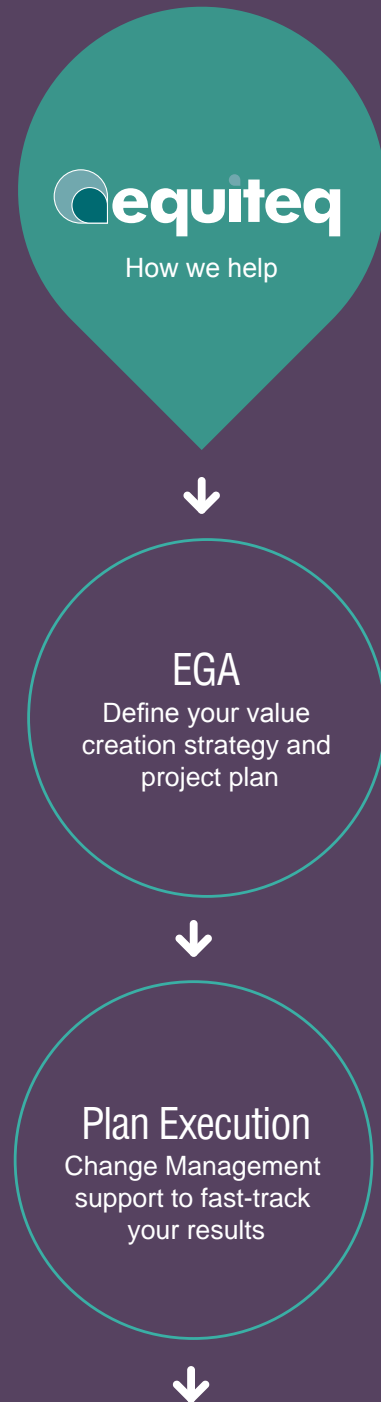 equiteq
How we help
EGA
Define your value
creation strategy and
project plan
Plan Execution
Change Management
support to fast-track
your results